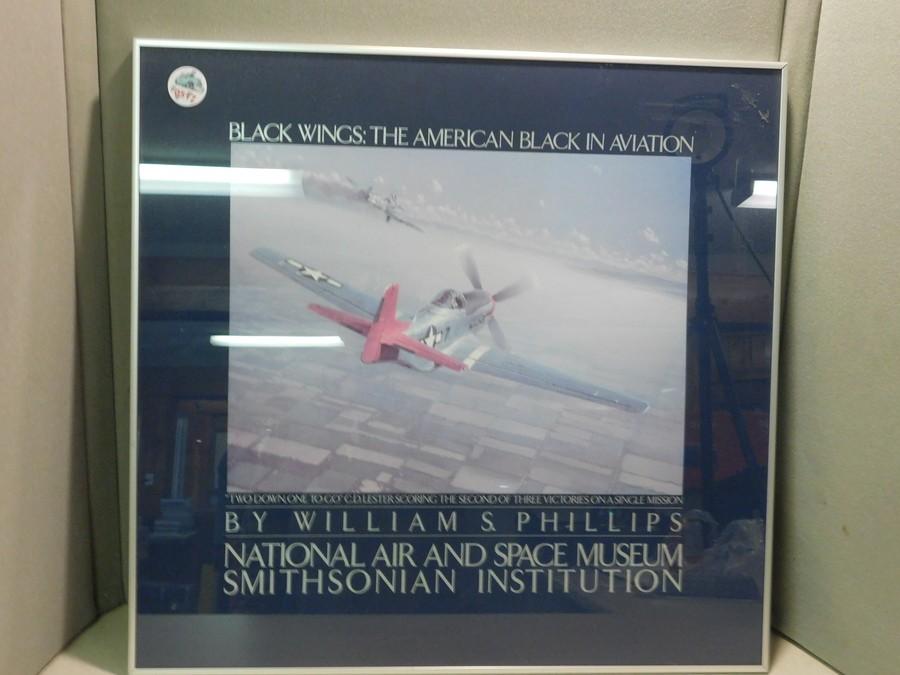 BLACK WINGS: THE AMERICAN BLACK IN AVIATION
"TWO DOWN, ONE TO GO" C.D. LESTER SCORING THE SECOND OF THREE VICTORIES ON A SINGLE MISSION
BY WILLIAM S. PHILLIPS
NATIONAL AIR AND SPACE MUSEUM
SMITHSONIAN INSTITUTION